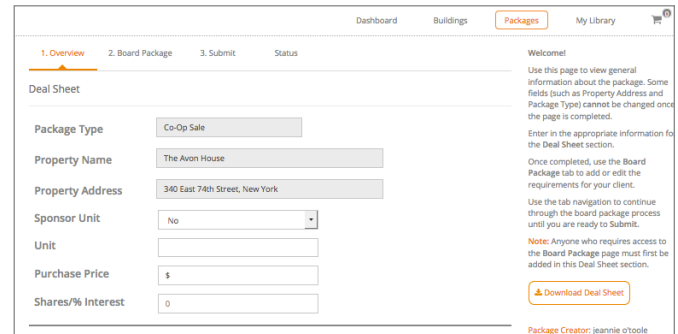 Dashboard Buildings Packages My Library 0
1. Overview 2. Board Package 3. Submit Status
Deal Sheet
Package Type Co-Op Sale
Property Name The Avon House
Property Address 340 East 74th Street, New York
Sponsor Unit No
Unit
Purchase Price $
Shares/% Interest 0
Welcome!
Use this page to view general
information about the package. Some
fields (such as Property Address and
Package Type) cannot be changed once
the page is completed.
Enter in the appropriate information fo
the Deal Sheet section.
Once completed, use the Board
Package tab to add or edit the
requirements for your client.
Use the tab navigation to continue
through the board package process
until you are ready to Submit.
Note: Anyone who requires access to
the Board Package page must first be
added in this Deal Sheet section.
Download Deal Sheet
Package Creator: jeannie o'toole